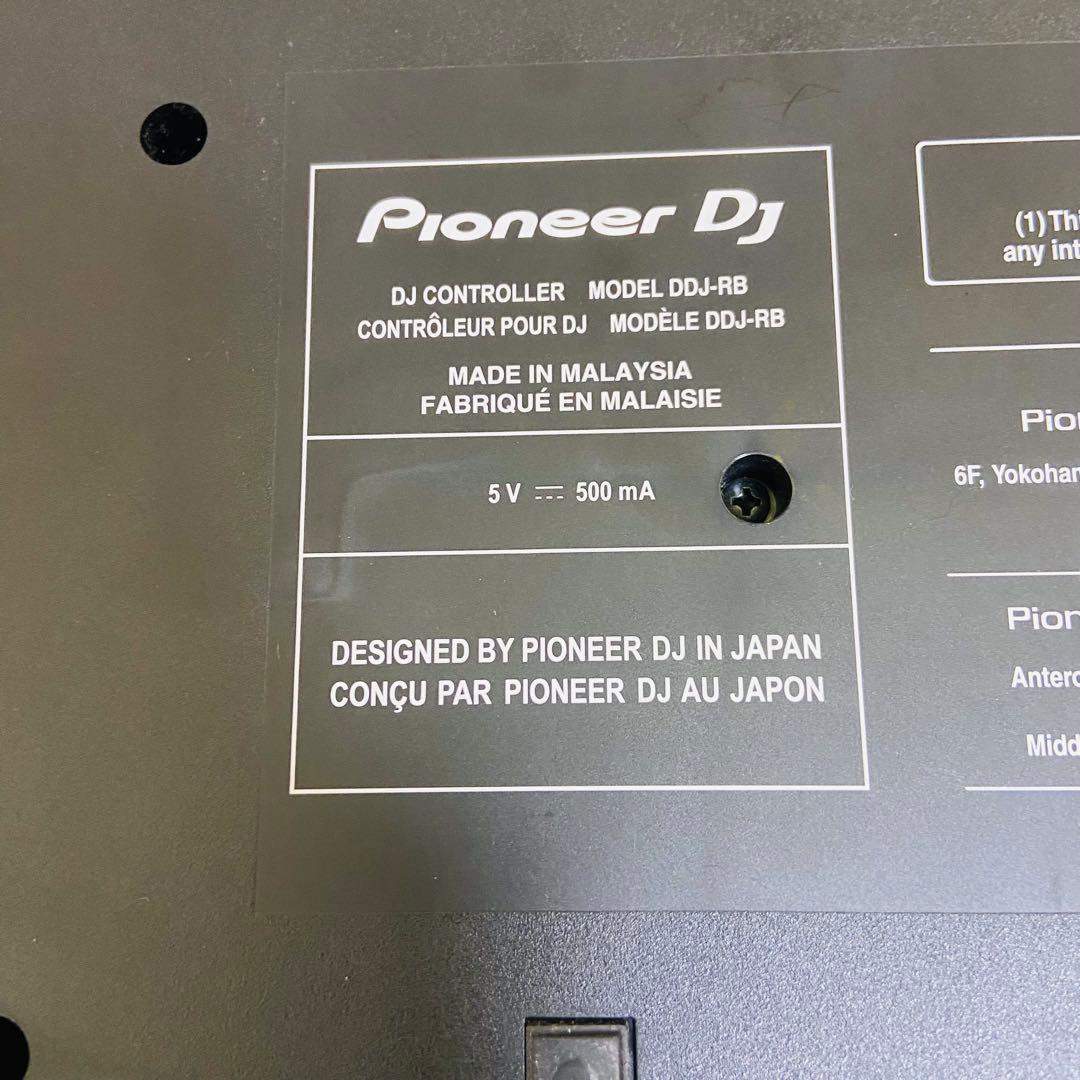 Pioneer Dj
DJ CONTROLLER MODEL DDJ-RB
CONTRÔLEUR POUR DJ MODÈLE DDJ-RB
MADE IN MALAYSIA
FABRIQUÉ EN MALAISIE
5 V ⎓ 500 mA
DESIGNED BY PIONEER DJ IN JAPAN
CONÇU PAR PIONEER DJ AU JAPON
(1) Thi
any int
Pion
6F, Yokohan
Pion
Anterc
Midd